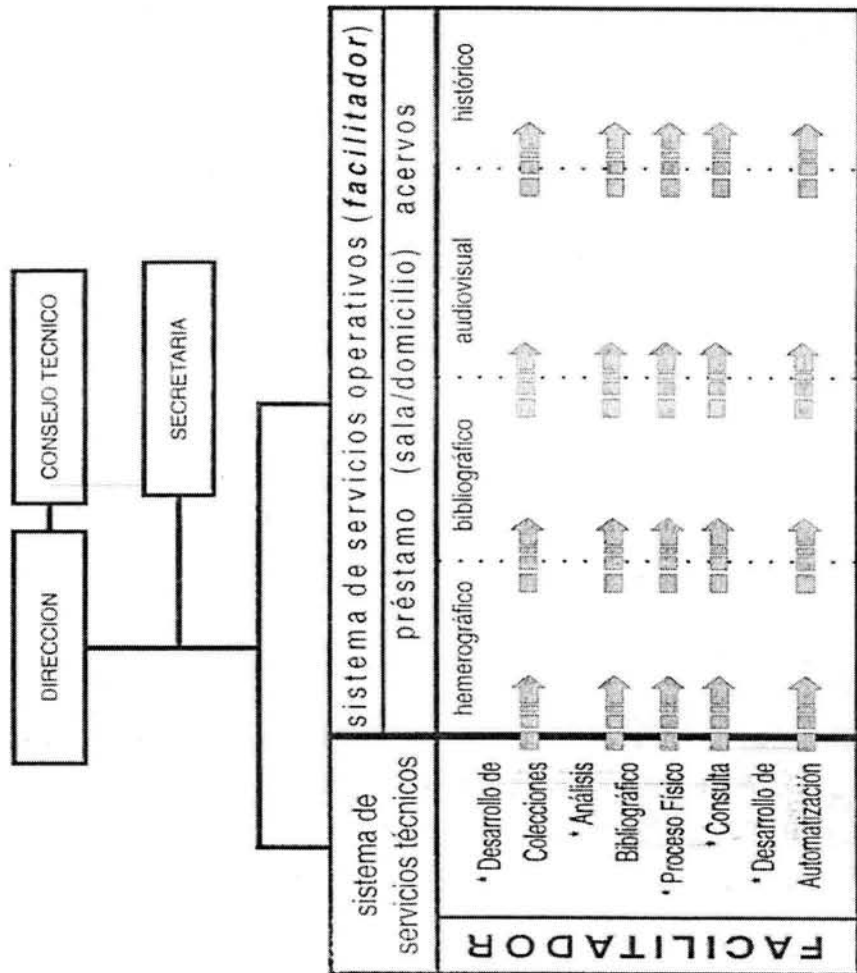 DIRECCION
CONSEJO TECNICO
SECRETARIA
sistema de
servicios técnicos
sistema de servicios operativos (facilitador)
préstamo (sala/domicilio) acervos
hemerográfico
bibliográfico
audiovisual
histórico
FACILITADOR
* Desarrollo de
Colecciones
* Análisis
Bibliográfico
* Proceso Físico
* Consulta
* Desarrollo de
Automatización